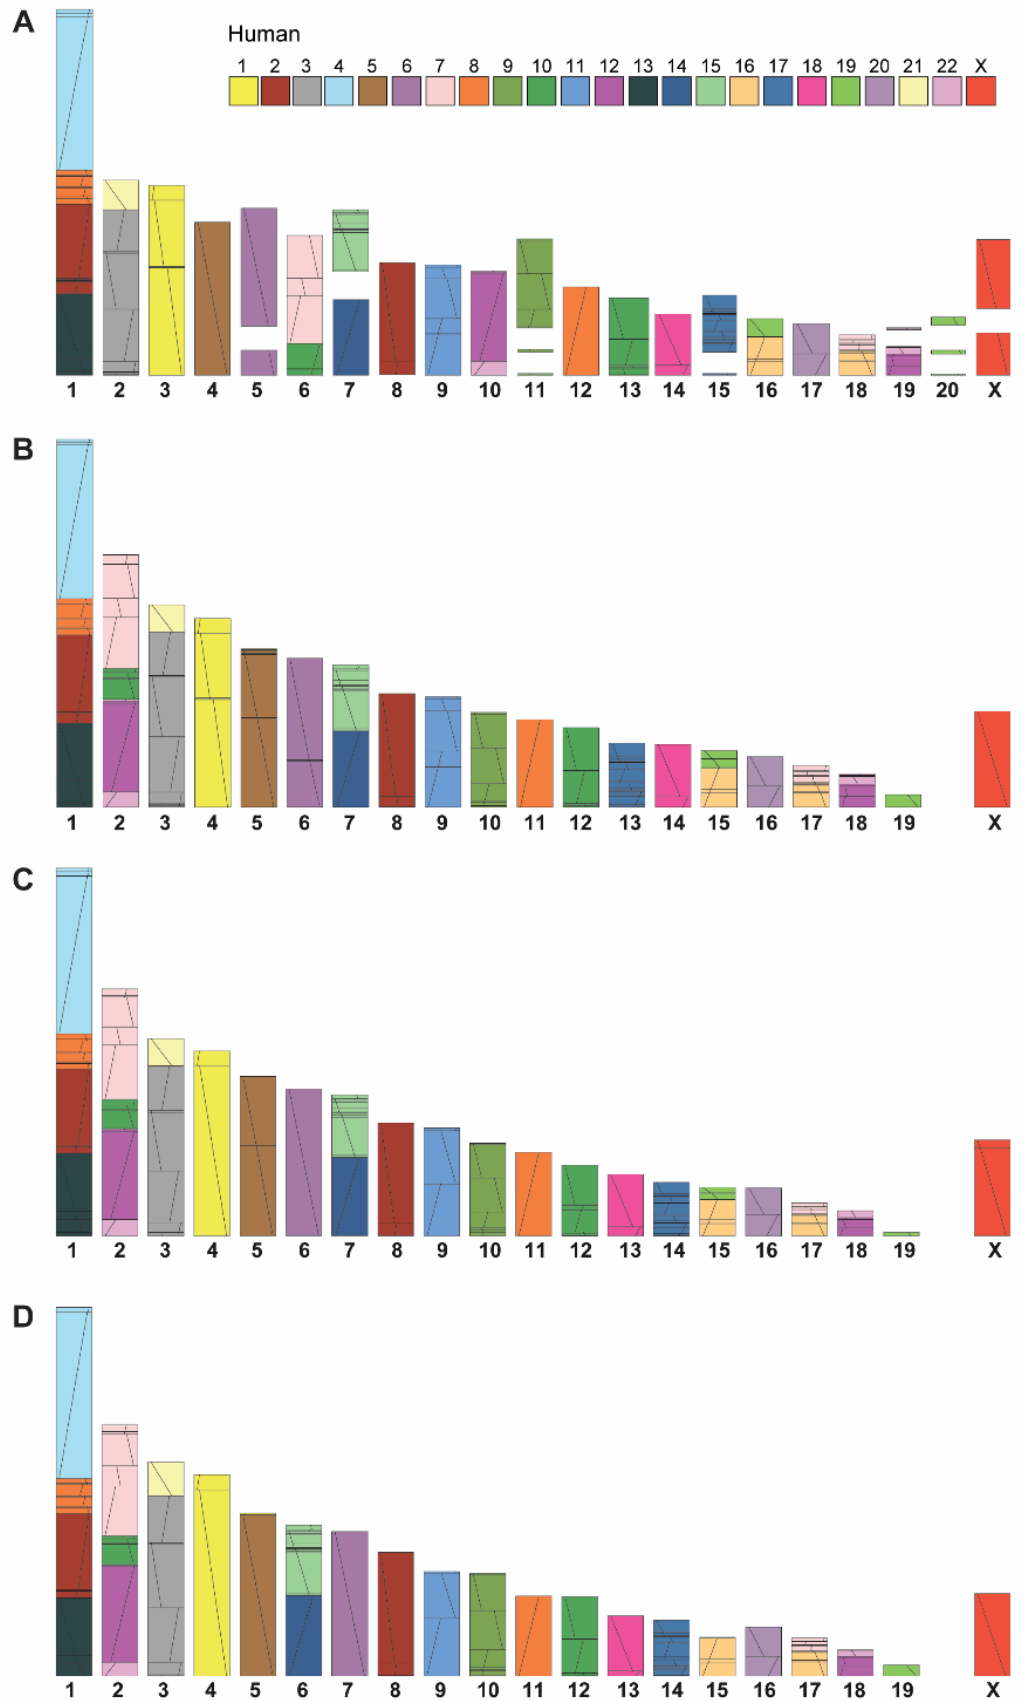 A
Human
1 2 3 4 5 6 7 8 9 10 11 12 13 14 15 16 17 18 19 20 21 22 X
1 2 3 4 5 6 7 8 9 10 11 12 13 14 15 16 17 18 19 20 X
B
1 2 3 4 5 6 7 8 9 10 11 12 13 14 15 16 17 18 19 X
C
1 2 3 4 5 6 7 8 9 10 11 12 13 14 15 16 17 18 19 X
D
1 2 3 4 5 6 7 8 9 10 11 12 13 14 15 16 17 18 19 X